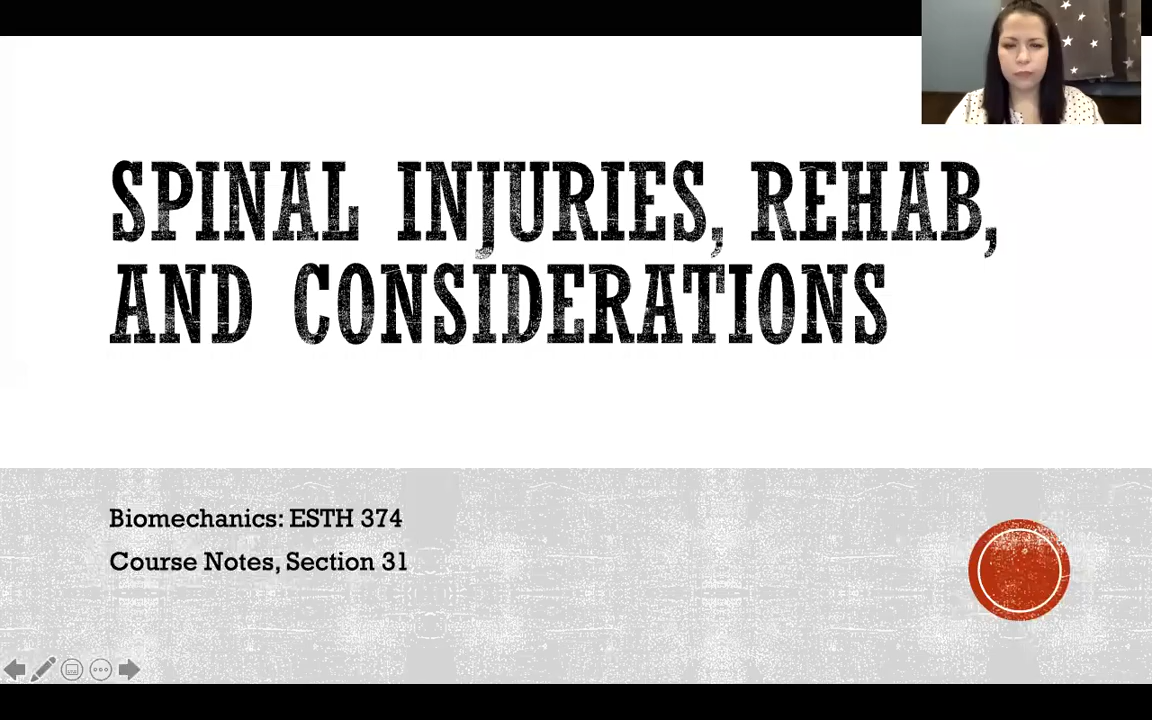 SPINAL INJURIES, REHAB,
AND CONSIDERATIONS
Biomechanics: ESTH 374
Course Notes, Section 31